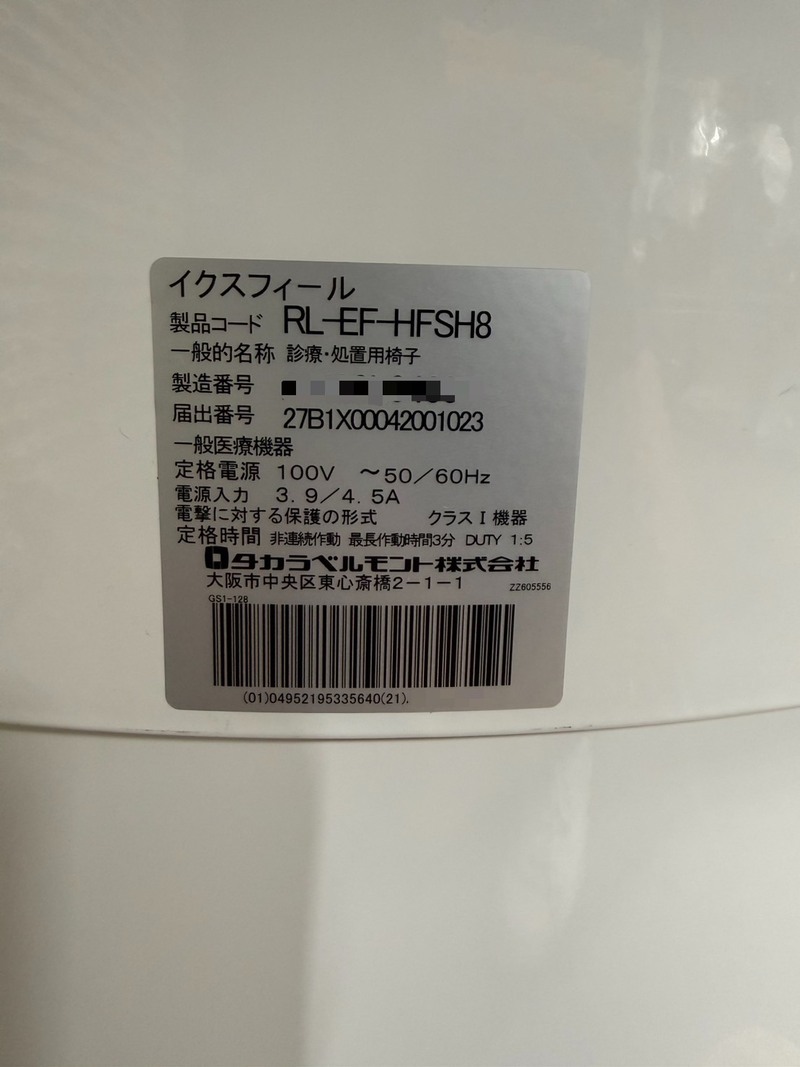 イクスフィール
製品コード RL-EF-HFSH8
一般的名称 診療・処置用椅子
製造番号
届出番号 27B1X00042001023
一般医療機器
定格電源 100V ～50/60Hz
電源入力 3.9/4.5A
電撃に対する保護の形式 クラスⅠ機器
定格時間 非連続作動 最長作動時間3分 DUTY 1:5
タカラベルモント株式会社
大阪市中央区東心斎橋2-1-1 ZZ605556
GS1-128
(01)04952195335640(21)